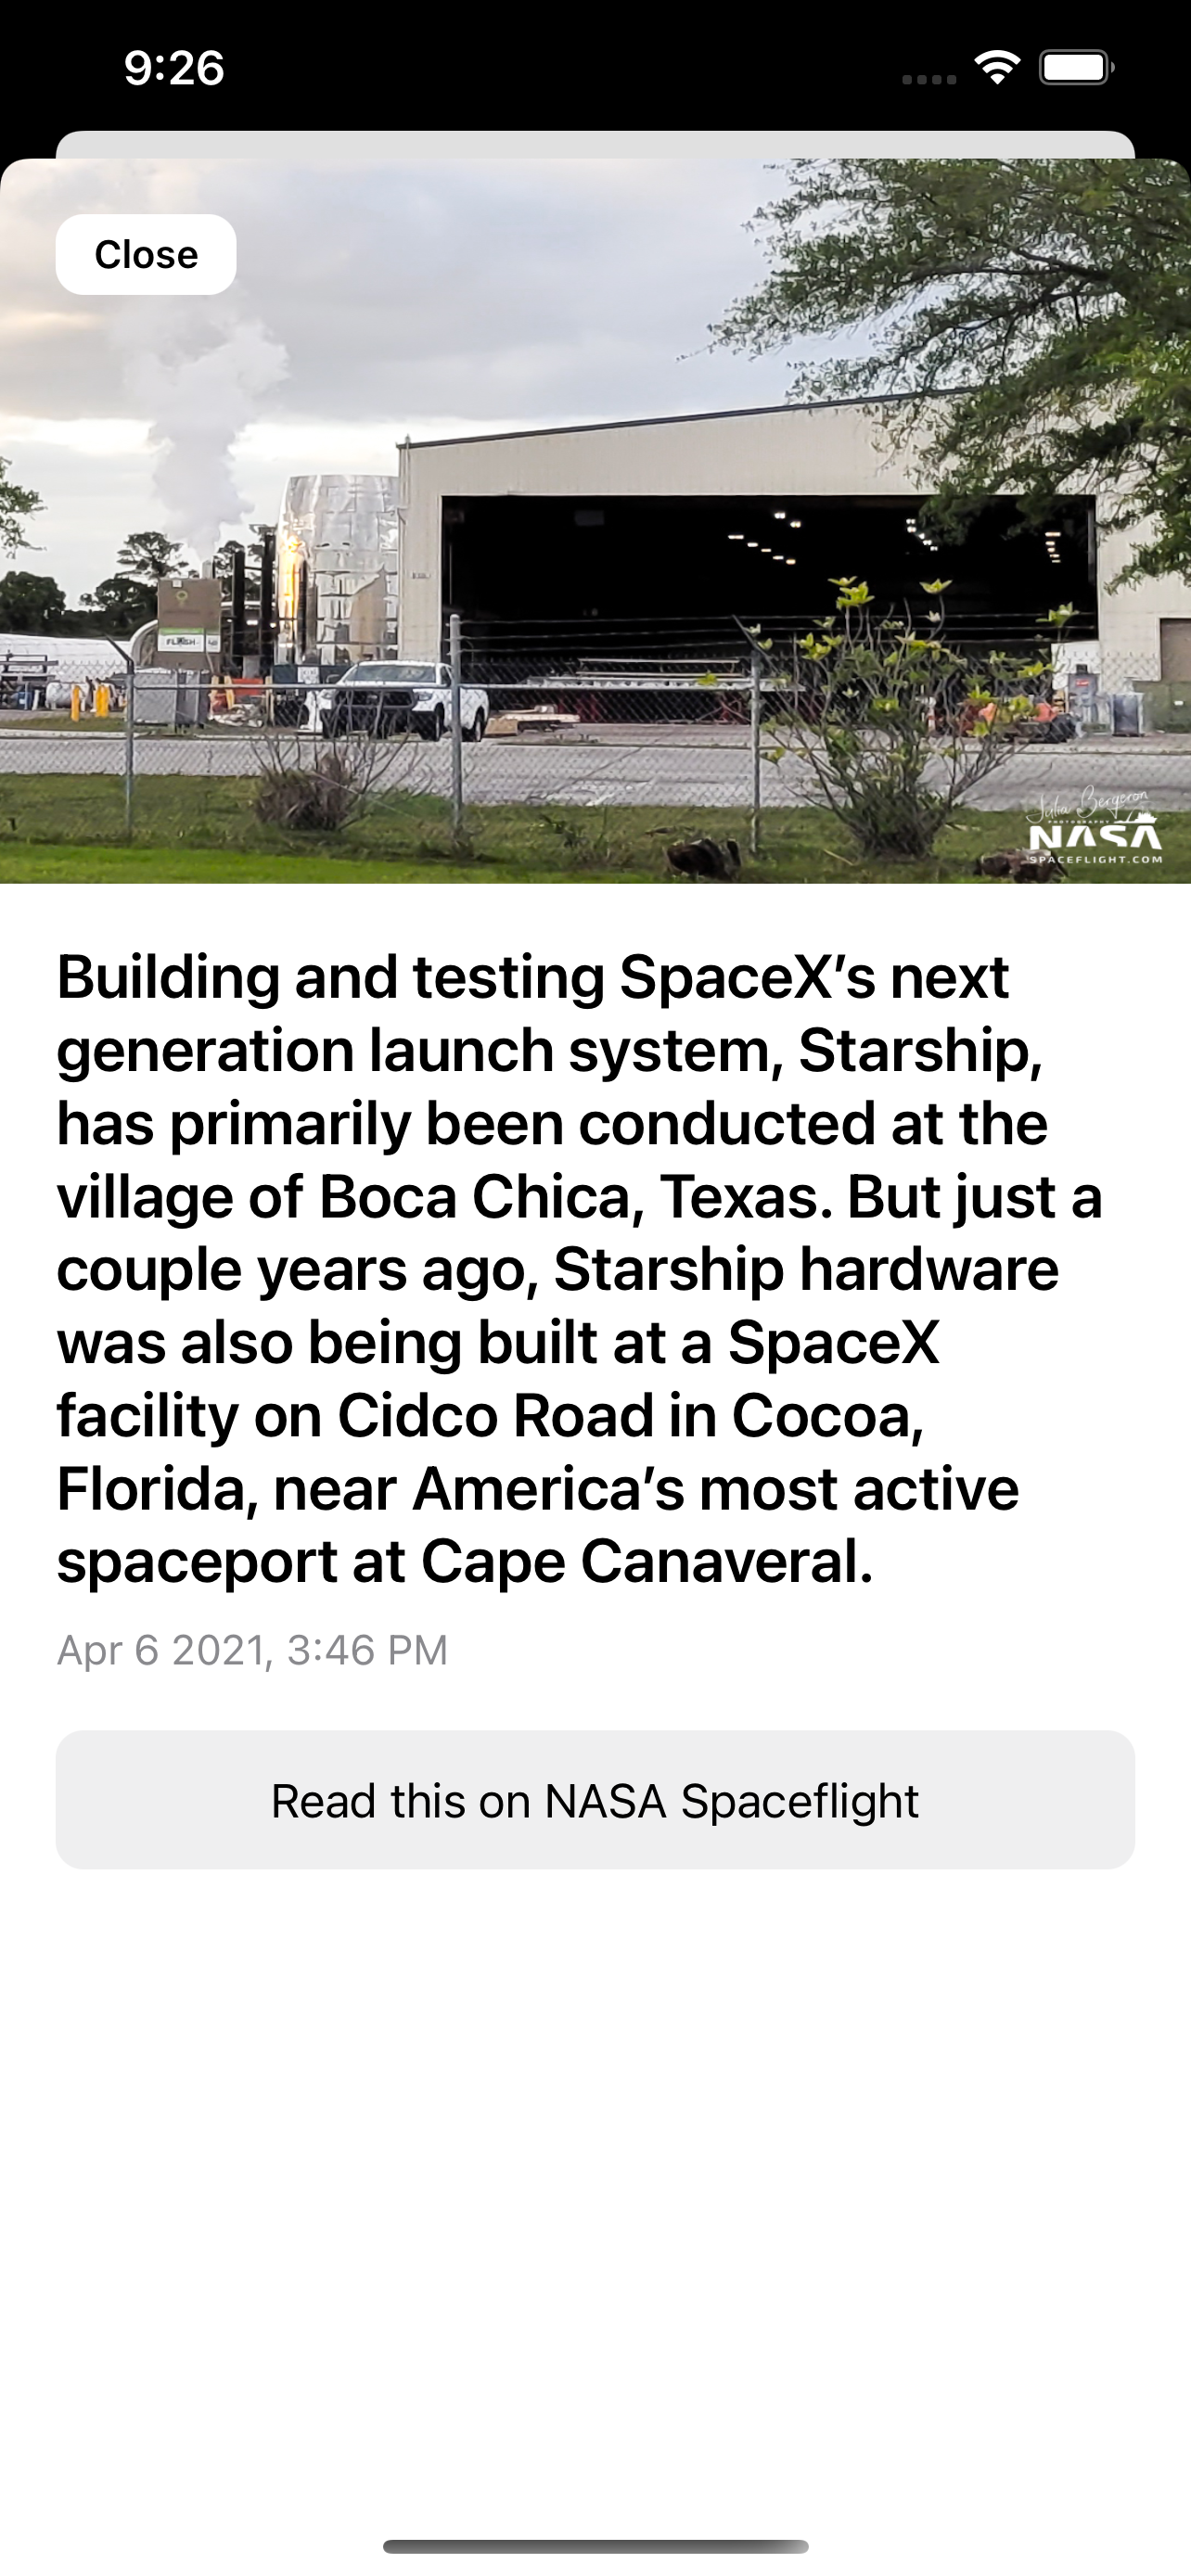 9:26
Close
FLASH
Julia Bergeron
PHOTOGRAPHY
NASA
SPACEFLIGHT.COM
Building and testing SpaceX’s next
generation launch system, Starship,
has primarily been conducted at the
village of Boca Chica, Texas. But just a
couple years ago, Starship hardware
was also being built at a SpaceX
facility on Cidco Road in Cocoa,
Florida, near America’s most active
spaceport at Cape Canaveral.
Apr 6 2021, 3:46 PM
Read this on NASA Spaceflight